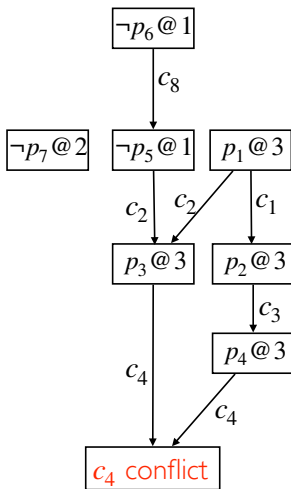 ¬p₆@1
c₈
¬p₇@2 ¬p₅@1 p₁@3
c₂ c₂ c₁
p₃@3 p₂@3
c₃
p₄@3
c₄ c₄
c₄ conflict